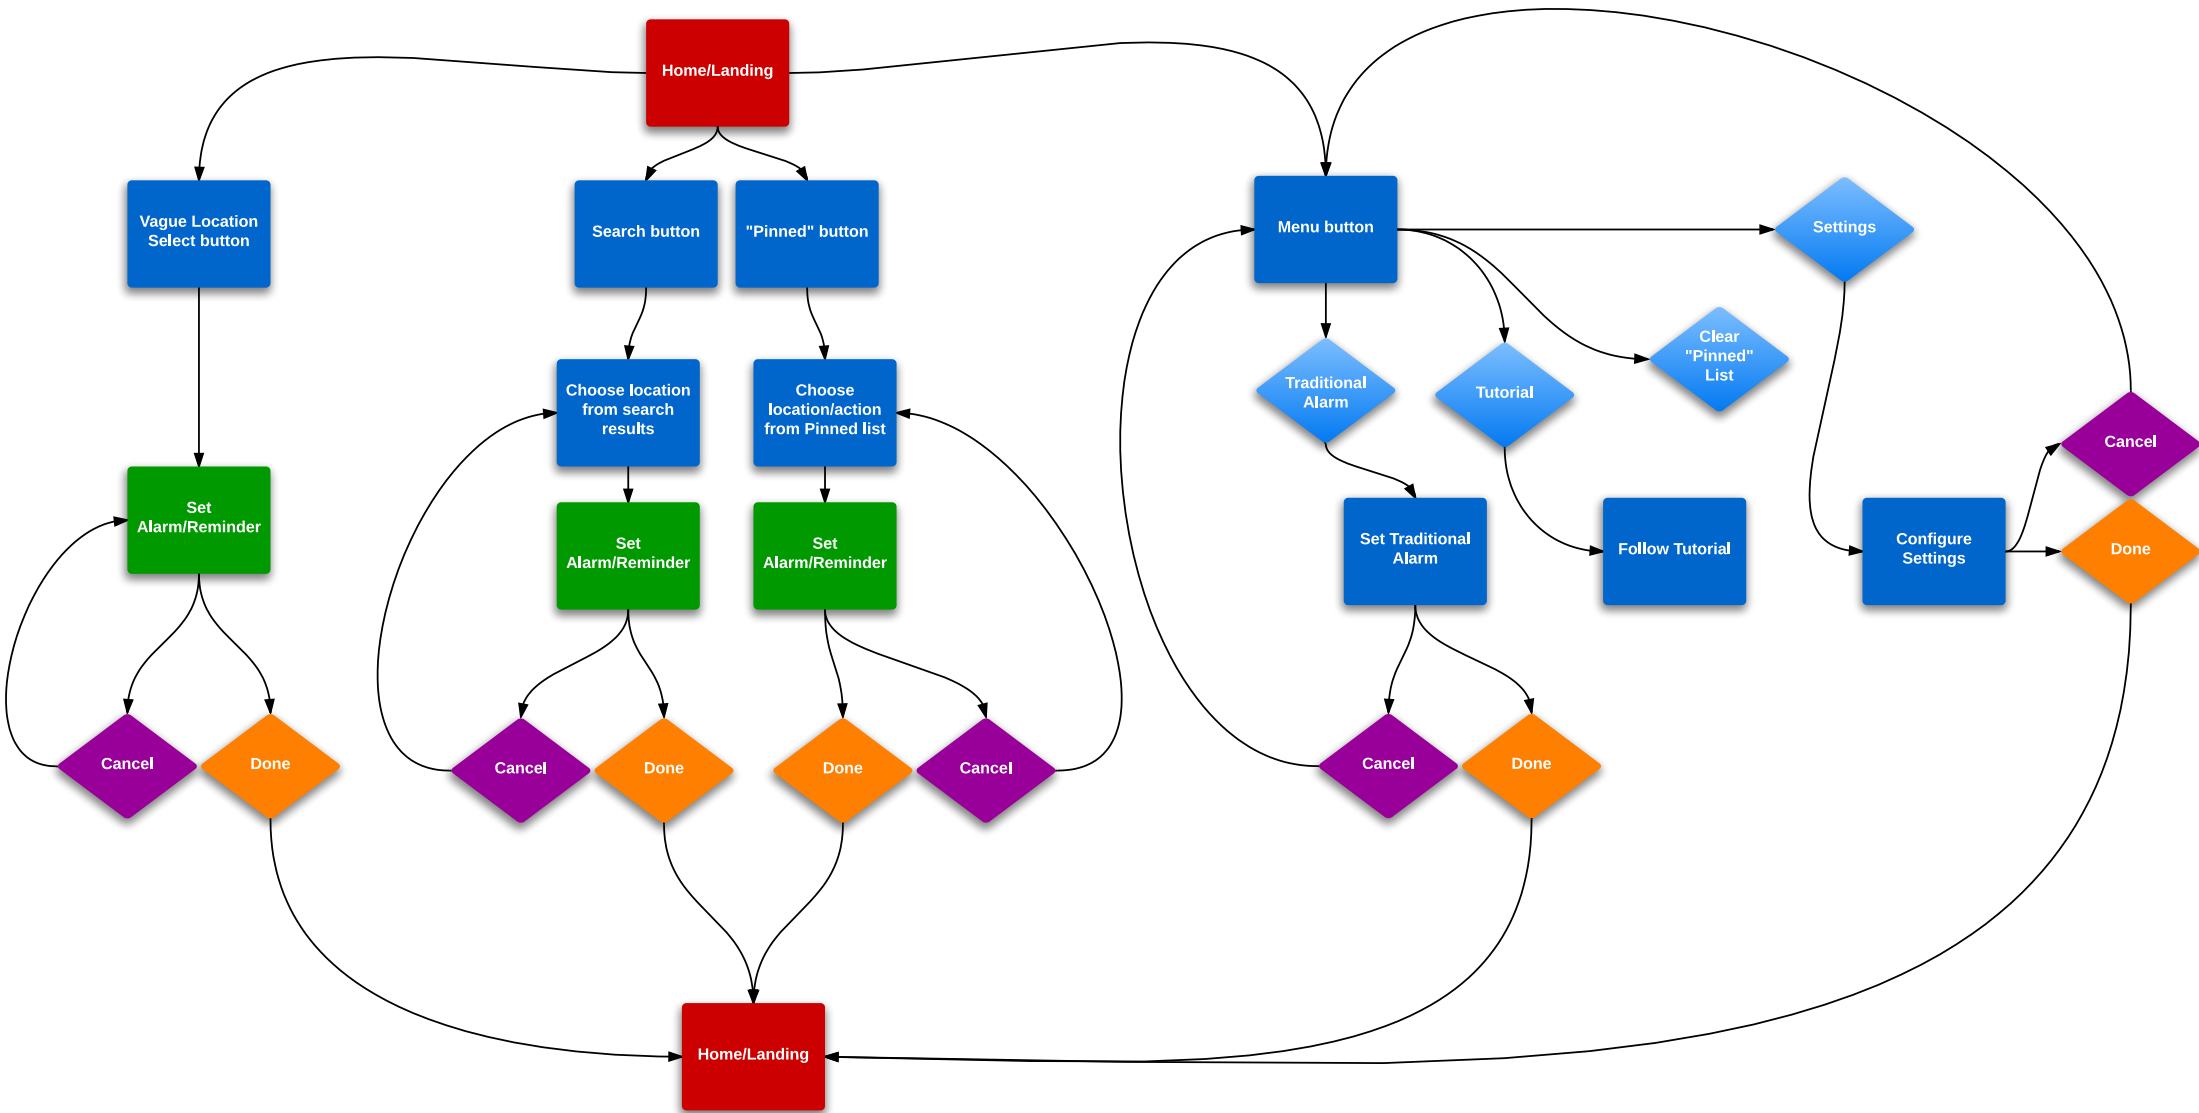 Home/Landing
Vague Location
Select button
Search button
"Pinned" button
Menu button
Settings
Clear
"Pinned"
List
Choose location
from search
results
Choose
location/action
from Pinned list
Traditional
Alarm
Tutorial
Cancel
Set
Alarm/Reminder
Set
Alarm/Reminder
Set
Alarm/Reminder
Set Traditional
Alarm
Follow Tutorial
Configure
Settings
Done
Cancel
Done
Cancel
Done
Done
Cancel
Cancel
Done
Home/Landing